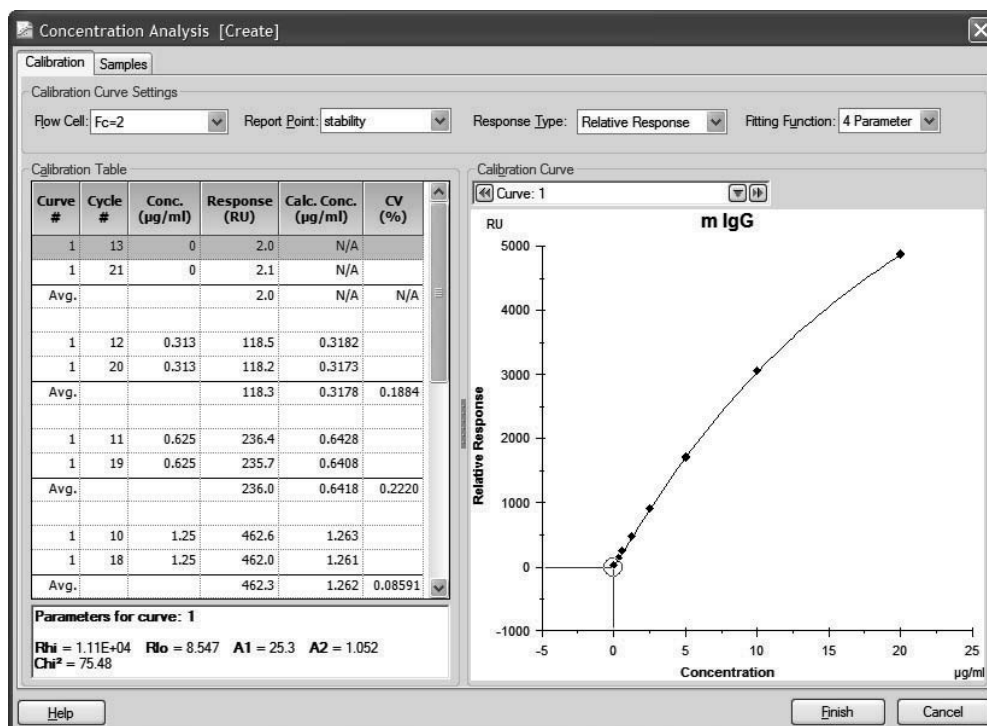 Concentration Analysis [Create]
Calibration Samples
Calibration Curve Settings
Flow Cell: Fc=2 Report Point: stability Response Type: Relative Response Fitting Function: 4 Parameter
Calibration Table
Curve # Cycle # Conc. (µg/ml) Response (RU) Calc. Conc. (µg/ml) CV (%)
1 13 0 2.0 N/A
1 21 0 2.1 N/A
Avg. 2.0 N/A N/A
1 12 0.313 118.5 0.3182
1 20 0.313 118.2 0.3173
Avg. 118.3 0.3178 0.1884
1 11 0.625 236.4 0.6428
1 19 0.625 235.7 0.6408
Avg. 236.0 0.6418 0.2220
1 10 1.25 462.6 1.263
1 18 1.25 462.0 1.261
Avg. 462.3 1.262 0.08591
Parameters for curve: 1
Rhi = 1.11E+04 Rlo = 8.547 A1 = 25.3 A2 = 1.052
Chi² = 75.48
Calibration Curve
Curve: 1
RU
m IgG
5000
4000
3000
2000
1000
0
-1000
Relative Response
-5 0 5 10 15 20 25
Concentration
µg/ml
Help Finish Cancel